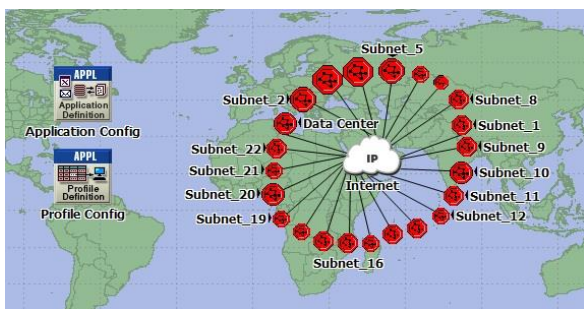 Subnet_5
APPL
Application
Definition
Application Config
Subnet_2
Subnet_8
Data Center
Subnet_1
Subnet_22
Subnet_9
IP
Internet
Subnet_21
Subnet_10
APPL
Profile
Definition
Profile Config
Subnet_20
Subnet_11
Subnet_19
Subnet_12
Subnet_16